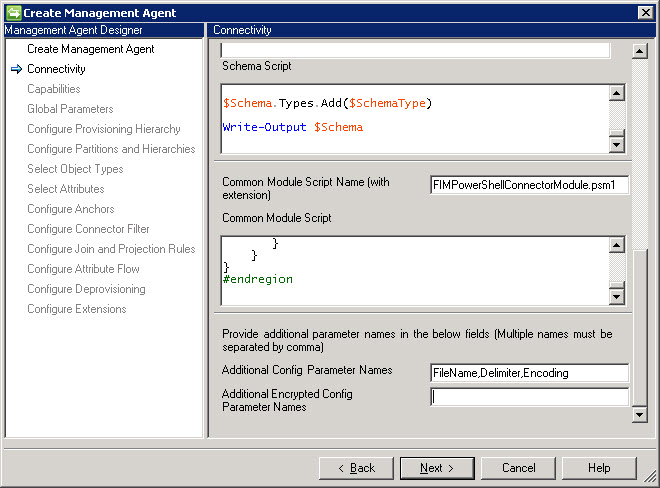 Create Management Agent
Management Agent Designer
Create Management Agent
Connectivity
Capabilities
Global Parameters
Configure Provisioning Hierarchy
Configure Partitions and Hierarchies
Select Object Types
Select Attributes
Configure Anchors
Configure Connector Filter
Configure Join and Projection Rules
Configure Attribute Flow
Configure Deprovisioning
Configure Extensions
Connectivity
Schema Script
$Schema.Types.Add($SchemaType)
Write-Output $Schema
Common Module Script Name (with
extension)
FIMPowerShellConnectorModule.psm1
Common Module Script
}
}
}
#endregion
Provide additional parameter names in the below fields (Multiple names must be
separated by comma)
Additional Config Parameter Names
FileName,Delimiter,Encoding
Additional Encrypted Config
Parameter Names
< Back
Next >
Cancel
Help